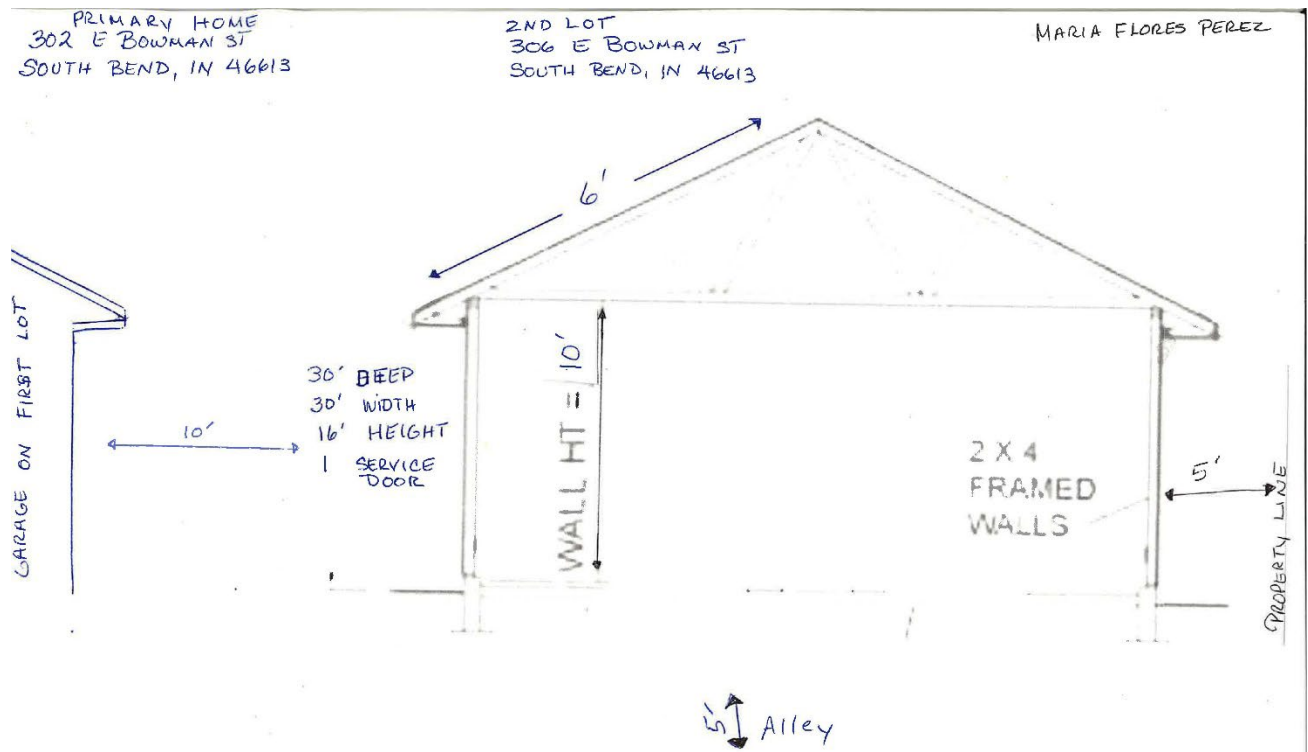 PRIMARY HOME
302 E BOWMAN ST
SOUTH BEND, IN 46613
2ND LOT
306 E BOWMAN ST
SOUTH BEND, IN 46613
MARIA FLORES PEREZ
6'
GARAGE ON FIRST LOT
10'
30' DEEP
30' WIDTH
16' HEIGHT
1 SERVICE
DOOR
WALL HT = 10'
2 X 4
FRAMED
WALLS
5'
PROPERTY LINE
5' Alley